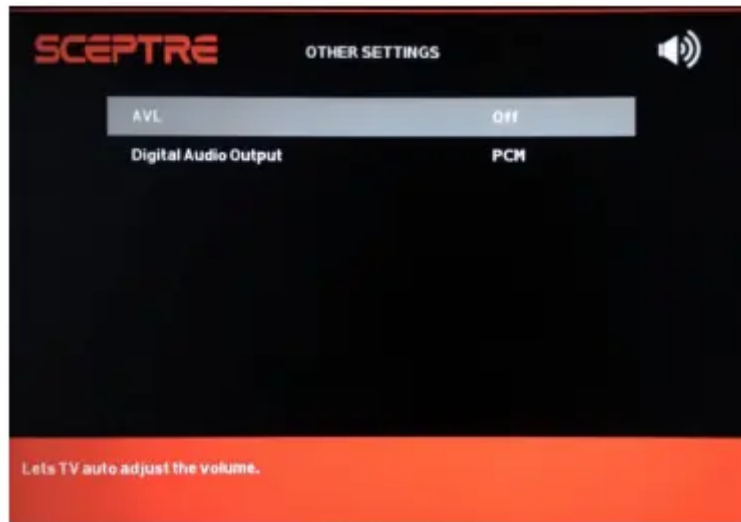 SCEPTRE OTHER SETTINGS
AVL Off
Digital Audio Output PCM
Lets TV auto adjust the volume.